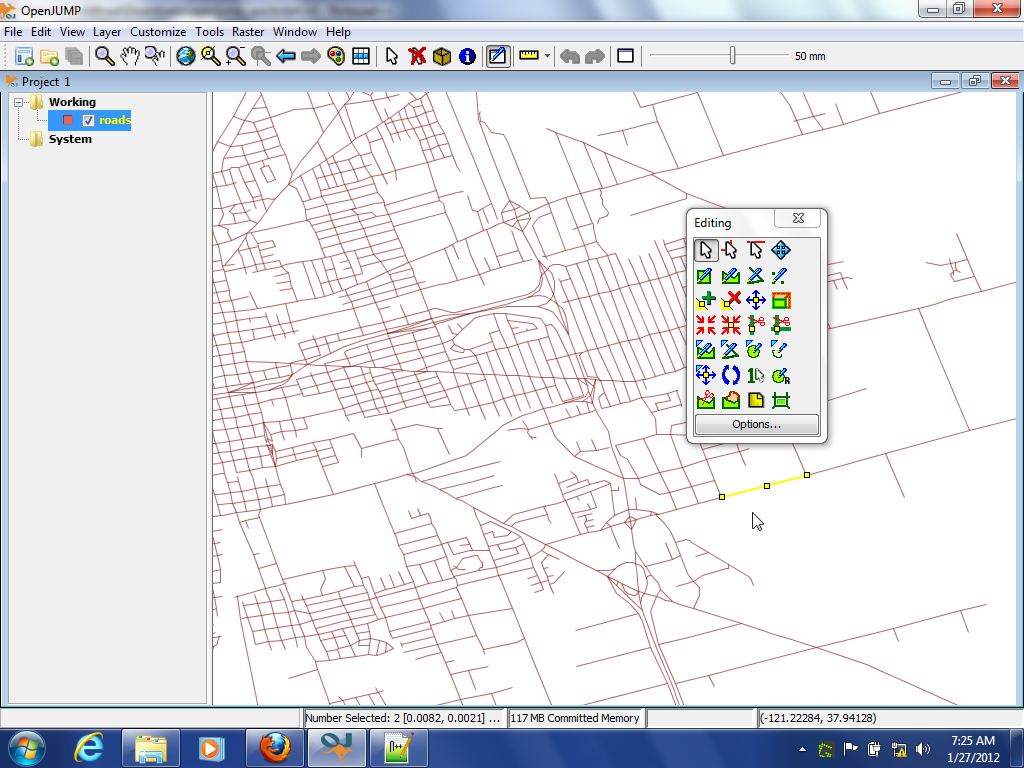 OpenJUMP
File Edit View Layer Customize Tools Raster Window Help
50 mm
Project 1
Working
roads
System
Editing
1
R
Options...
Number Selected: 2 [0.0082, 0.0021] ...
117 MB Committed Memory
(-121.22284, 37.94128)
N++
7:25 AM
1/27/2012